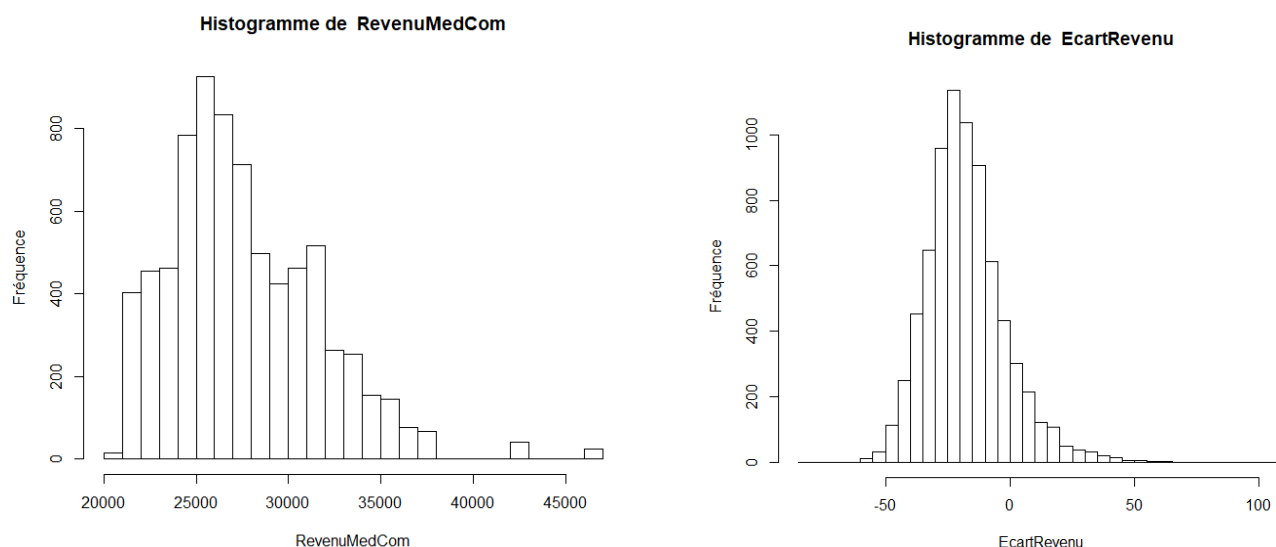 Histogramme de RevenuMedCom
Fréquence
800
600
400
200
0
20000 25000 30000 35000 40000 45000
RevenuMedCom
Histogramme de EcartRevenu
Fréquence
1000
800
600
400
200
0
-50 0 50 100
EcartRevenu